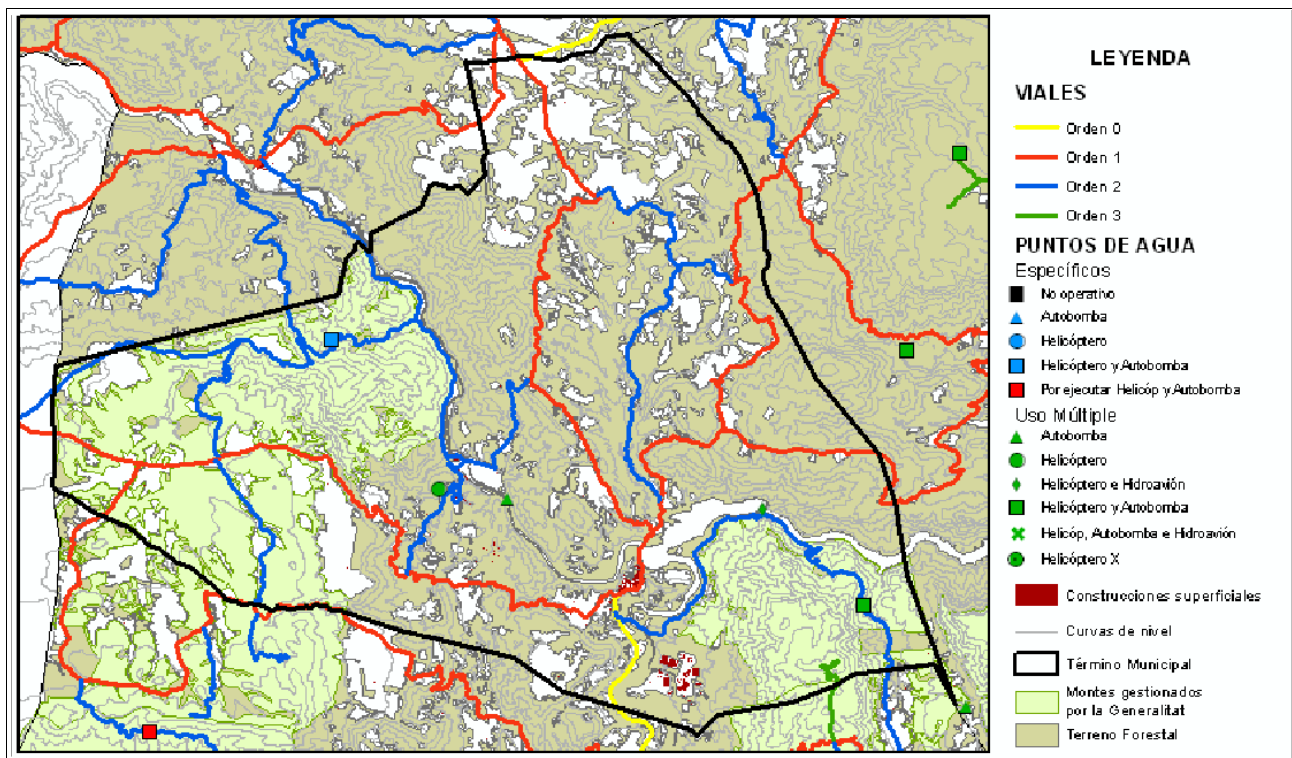 LEYENDA
VIALES
Orden 0
Orden 1
Orden 2
Orden 3
PUNTOS DE AGUA
Específicos
No operativo
Autobomba
Helicóptero
Helicóptero y Autobomba
Por ejecutar Helicóp y Autobomba
Uso Múltiple
Autobomba
Helicóptero
Helicóptero e Hidroavión
Helicóptero y Autobomba
Helicóp, Autobomba e Hidroavión
Helicóptero X
Construcciones superficiales
Curvas de nivel
Término Municipal
Montes gestionados
por la Generalitat
Terreno Forestal